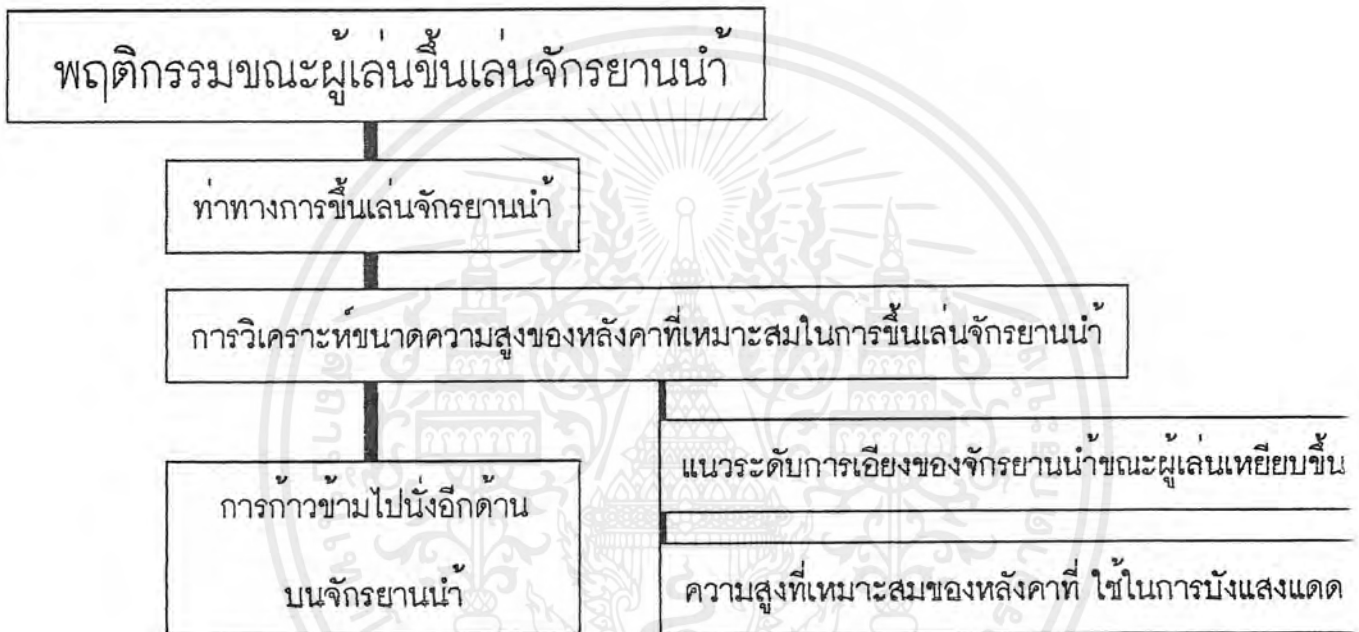 พฤติกรรมขณะผู้เล่นขึ้นเล่นจักรยานน้ำ
ท่าทางการขึ้นเล่นจักรยานน้ำ
การวิเคราะห์ขนาดความสูงของหลังคาที่เหมาะสมในการขึ้นเล่นจักรยานน้ำ
การก้าวข้ามไปนั่งอีกด้าน
บนจักรยานน้ำ
แนวระดับการเอียงของจักรยานน้ำขณะผู้เล่นเหยียบขึ้น
ความสูงที่เหมาะสมของหลังคาที่ ใช้ในการบังแสงแดด